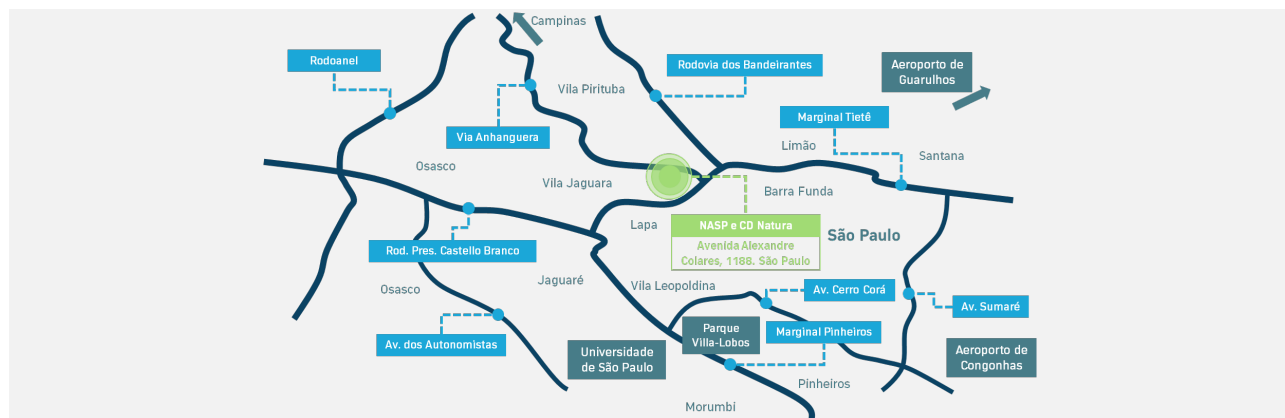 Campinas
Rodoanel
Rodovia dos Bandeirantes
Aeroporto de
Guarulhos
Vila Pirituba
Marginal Tietê
Via Anhanguera
Limão
Santana
Osasco
Vila Jaguara
Barra Funda
Lapa
NASP e CD Natura
Avenida Alexandre
Colares, 1188. São Paulo
São Paulo
Rod. Pres. Castello Branco
Jaguaré
Osasco
Vila Leopoldina
Av. Cerro Corá
Av. Sumaré
Parque
Villa-Lobos
Marginal Pinheiros
Av. dos Autonomistas
Universidade
de São Paulo
Aeroporto de
Congonhas
Pinheiros
Morumbi